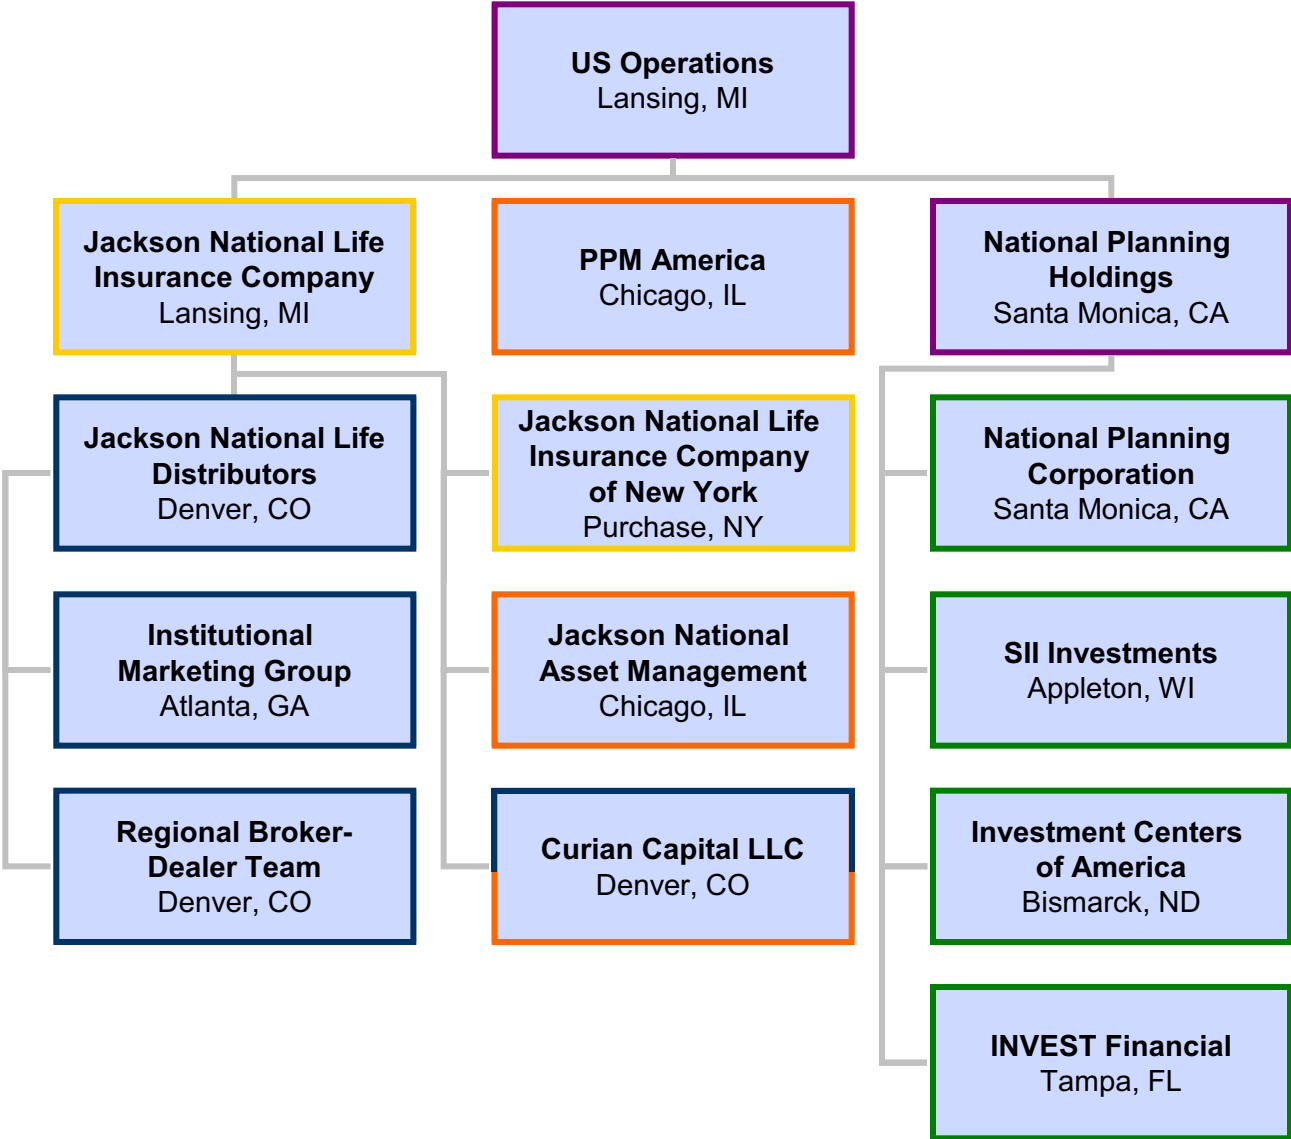 US Operations
Lansing, MI
Jackson National Life
Insurance Company
Lansing, MI
PPM America
Chicago, IL
National Planning
Holdings
Santa Monica, CA
Jackson National Life
Distributors
Denver, CO
Jackson National Life
Insurance Company
of New York
Purchase, NY
National Planning
Corporation
Santa Monica, CA
Institutional
Marketing Group
Atlanta, GA
Jackson National
Asset Management
Chicago, IL
SII Investments
Appleton, WI
Regional Broker-
Dealer Team
Denver, CO
Curian Capital LLC
Denver, CO
Investment Centers
of America
Bismarck, ND
INVEST Financial
Tampa, FL